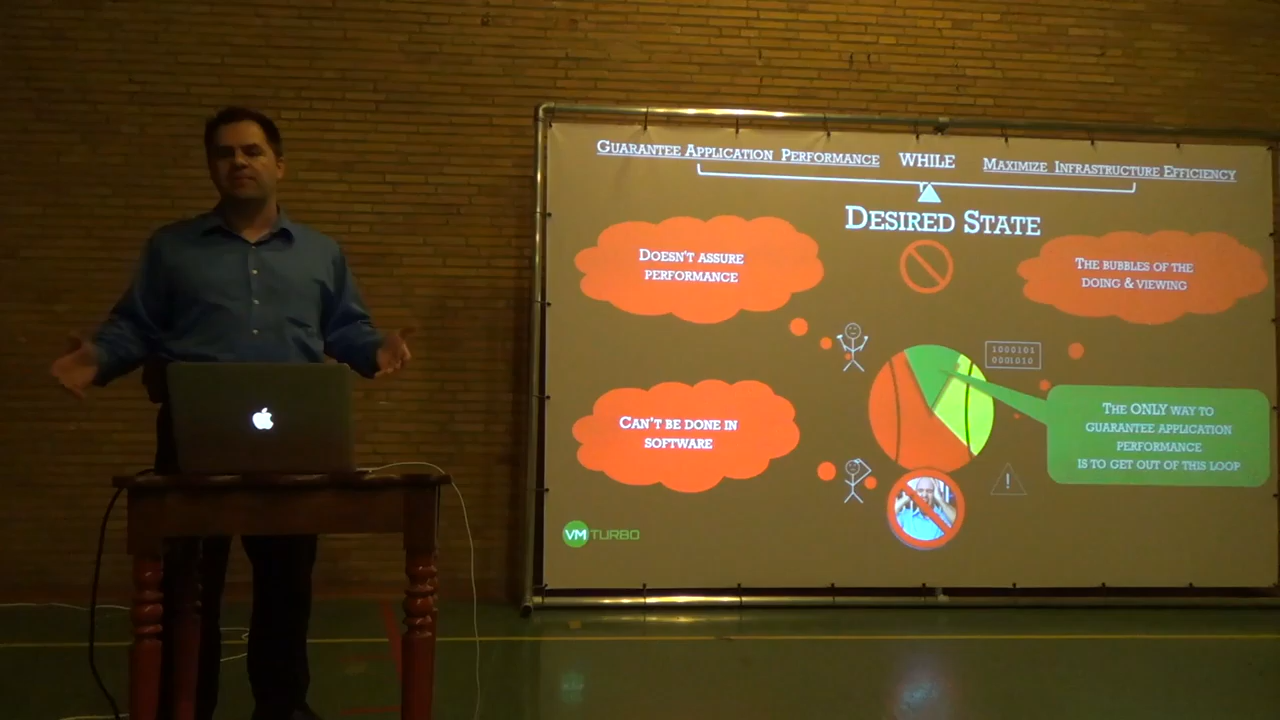 GUARANTEE APPLICATION PERFORMANCE WHILE MAXIMIZE INFRASTRUCTURE EFFICIENCY
DESIRED STATE
DOESN'T ASSURE
PERFORMANCE
THE BUBBLES OF THE
DOING & VIEWING
1000101
0001010
CAN'T BE DONE IN
SOFTWARE
THE ONLY WAY TO
GUARANTEE APPLICATION
PERFORMANCE
IS TO GET OUT OF THIS LOOP
!
VMTURBO